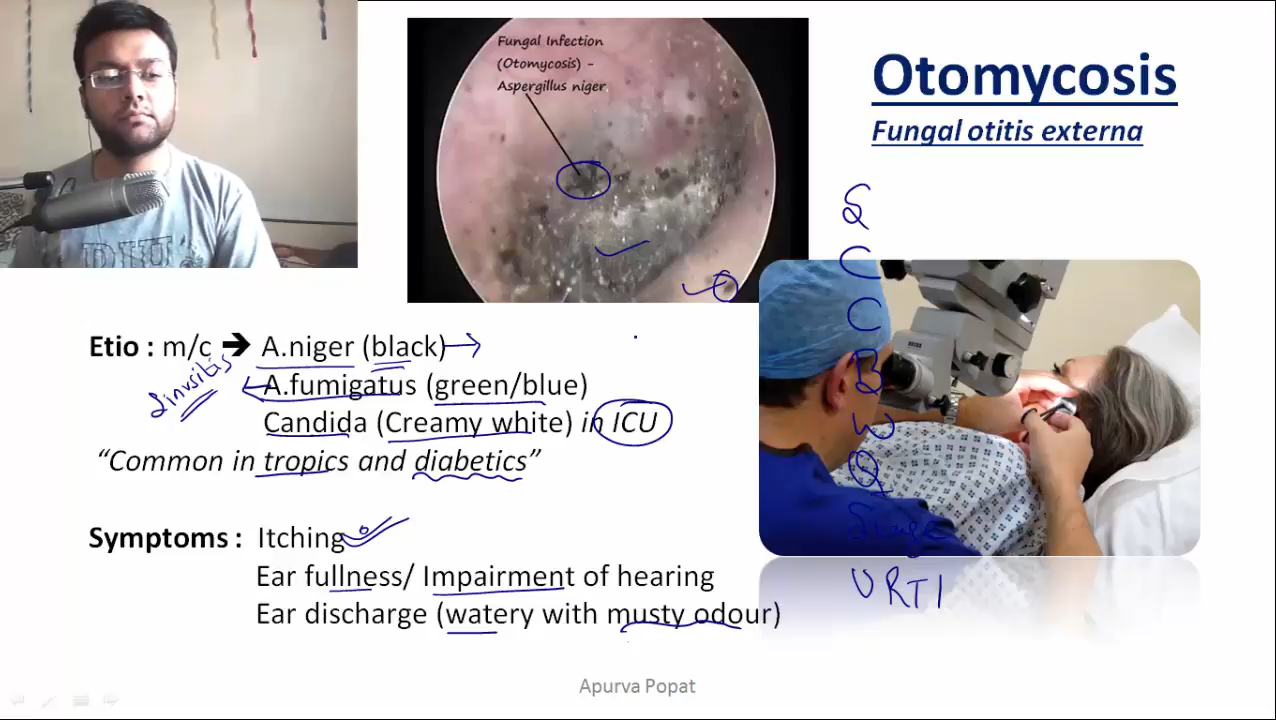 Fungal Infection
(Otomycosis) -
Aspergillus niger
Otomycosis
Fungal otitis externa
DIU
Etio : m/c ➔ A.niger (black)
A.fumigatus (green/blue)
Sinusitis
Candida (Creamy white) in ICU
“Common in tropics and diabetics”
Symptoms : Itching
Ear fullness/ Impairment of hearing
Ear discharge (watery with musty odour)
C
C
B
W
URTI
Apurva Popat